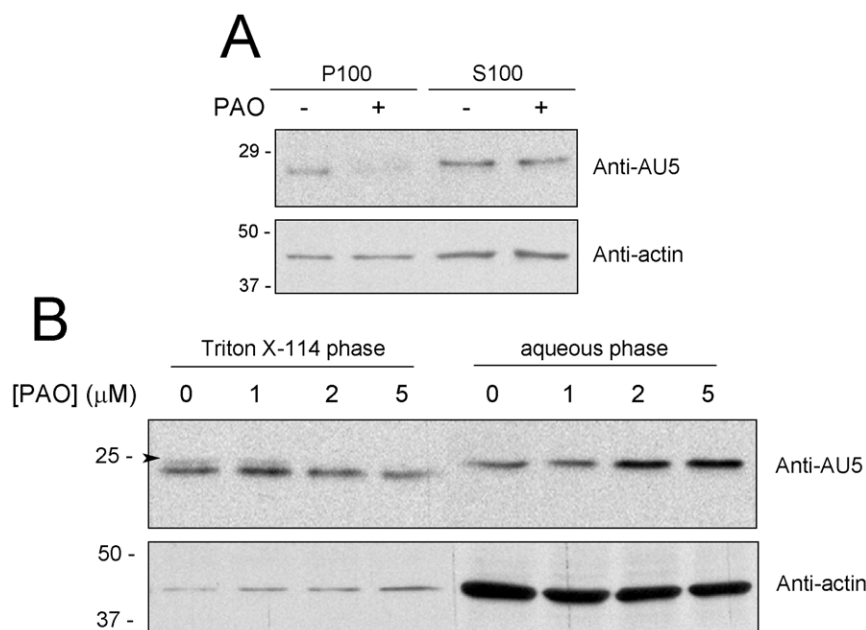 A
P100 S100
PAO - + - +
29 -
Anti-AU5
50 -
Anti-actin
37 -
B
Triton X-114 phase aqueous phase
[PAO] (μM) 0 1 2 5 0 1 2 5
25 -
Anti-AU5
50 -
Anti-actin
37 -